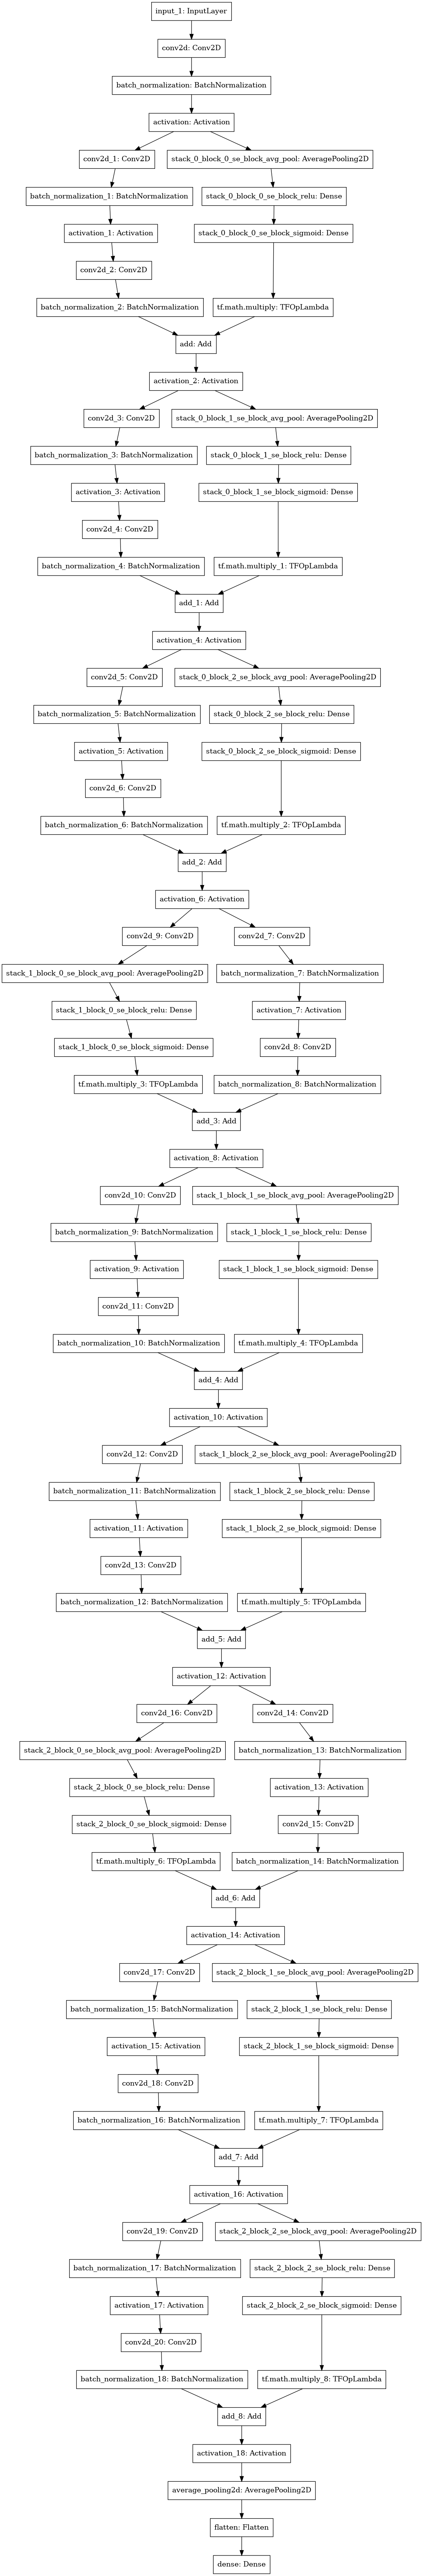 input_1: InputLayer
conv2d: Conv2D
batch_normalization: BatchNormalization
activation: Activation
conv2d_1: Conv2D
stack_0_block_0_se_block_avg_pool: AveragePooling2D
batch_normalization_1: BatchNormalization
stack_0_block_0_se_block_relu: Dense
activation_1: Activation
stack_0_block_0_se_block_sigmoid: Dense
conv2d_2: Conv2D
batch_normalization_2: BatchNormalization
tf.math.multiply: TFOpLambda
add: Add
activation_2: Activation
conv2d_3: Conv2D
stack_0_block_1_se_block_avg_pool: AveragePooling2D
batch_normalization_3: BatchNormalization
stack_0_block_1_se_block_relu: Dense
activation_3: Activation
stack_0_block_1_se_block_sigmoid: Dense
conv2d_4: Conv2D
batch_normalization_4: BatchNormalization
tf.math.multiply_1: TFOpLambda
add_1: Add
activation_4: Activation
conv2d_5: Conv2D
stack_0_block_2_se_block_avg_pool: AveragePooling2D
batch_normalization_5: BatchNormalization
stack_0_block_2_se_block_relu: Dense
activation_5: Activation
stack_0_block_2_se_block_sigmoid: Dense
conv2d_6: Conv2D
batch_normalization_6: BatchNormalization
tf.math.multiply_2: TFOpLambda
add_2: Add
activation_6: Activation
conv2d_9: Conv2D
conv2d_7: Conv2D
stack_1_block_0_se_block_avg_pool: AveragePooling2D
batch_normalization_7: BatchNormalization
stack_1_block_0_se_block_relu: Dense
activation_7: Activation
stack_1_block_0_se_block_sigmoid: Dense
conv2d_8: Conv2D
tf.math.multiply_3: TFOpLambda
batch_normalization_8: BatchNormalization
add_3: Add
activation_8: Activation
conv2d_10: Conv2D
stack_1_block_1_se_block_avg_pool: AveragePooling2D
batch_normalization_9: BatchNormalization
stack_1_block_1_se_block_relu: Dense
activation_9: Activation
stack_1_block_1_se_block_sigmoid: Dense
conv2d_11: Conv2D
batch_normalization_10: BatchNormalization
tf.math.multiply_4: TFOpLambda
add_4: Add
activation_10: Activation
conv2d_12: Conv2D
stack_1_block_2_se_block_avg_pool: AveragePooling2D
batch_normalization_11: BatchNormalization
stack_1_block_2_se_block_relu: Dense
activation_11: Activation
stack_1_block_2_se_block_sigmoid: Dense
conv2d_13: Conv2D
batch_normalization_12: BatchNormalization
tf.math.multiply_5: TFOpLambda
add_5: Add
activation_12: Activation
conv2d_16: Conv2D
conv2d_14: Conv2D
stack_2_block_0_se_block_avg_pool: AveragePooling2D
batch_normalization_13: BatchNormalization
stack_2_block_0_se_block_relu: Dense
activation_13: Activation
stack_2_block_0_se_block_sigmoid: Dense
conv2d_15: Conv2D
tf.math.multiply_6: TFOpLambda
batch_normalization_14: BatchNormalization
add_6: Add
activation_14: Activation
conv2d_17: Conv2D
stack_2_block_1_se_block_avg_pool: AveragePooling2D
batch_normalization_15: BatchNormalization
stack_2_block_1_se_block_relu: Dense
activation_15: Activation
stack_2_block_1_se_block_sigmoid: Dense
conv2d_18: Conv2D
batch_normalization_16: BatchNormalization
tf.math.multiply_7: TFOpLambda
add_7: Add
activation_16: Activation
conv2d_19: Conv2D
stack_2_block_2_se_block_avg_pool: AveragePooling2D
batch_normalization_17: BatchNormalization
stack_2_block_2_se_block_relu: Dense
activation_17: Activation
stack_2_block_2_se_block_sigmoid: Dense
conv2d_20: Conv2D
batch_normalization_18: BatchNormalization
tf.math.multiply_8: TFOpLambda
add_8: Add
activation_18: Activation
average_pooling2d: AveragePooling2D
flatten: Flatten
dense: Dense